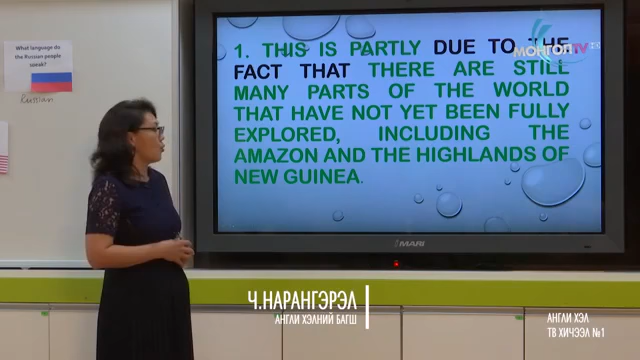 What language do
the Russian people
speak?
Russian
1. THIS IS PARTLY DUE TO THE
FACT THAT THERE ARE STILL
MANY PARTS OF THE WORLD
THAT HAVE NOT YET BEEN FULLY
EXPLORED, INCLUDING THE
AMAZON AND THE HIGHLANDS OF
NEW GUINEA.
МОНГОЛ TV
MARI
Ч.НАРАНГЭРЭЛ
АНГЛИ ХЭЛНИЙ БАГШ
АНГЛИ ХЭЛ
ТВ ХИЧЭЭЛ №1